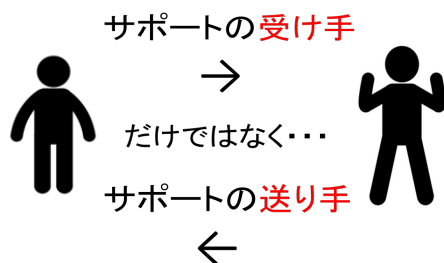 サポートの受け手
だけではなく・・・
サポートの送り手